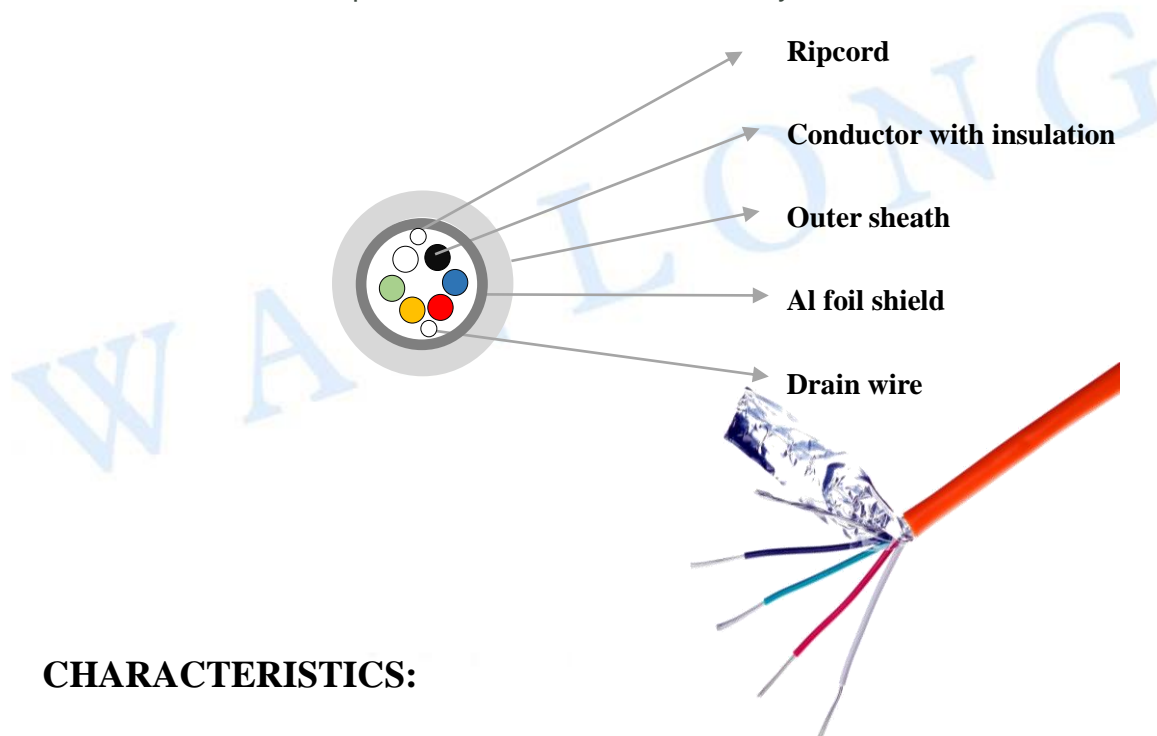 Ripcord
Conductor with insulation
Outer sheath
Al foil shield
Drain wire
CHARACTERISTICS: